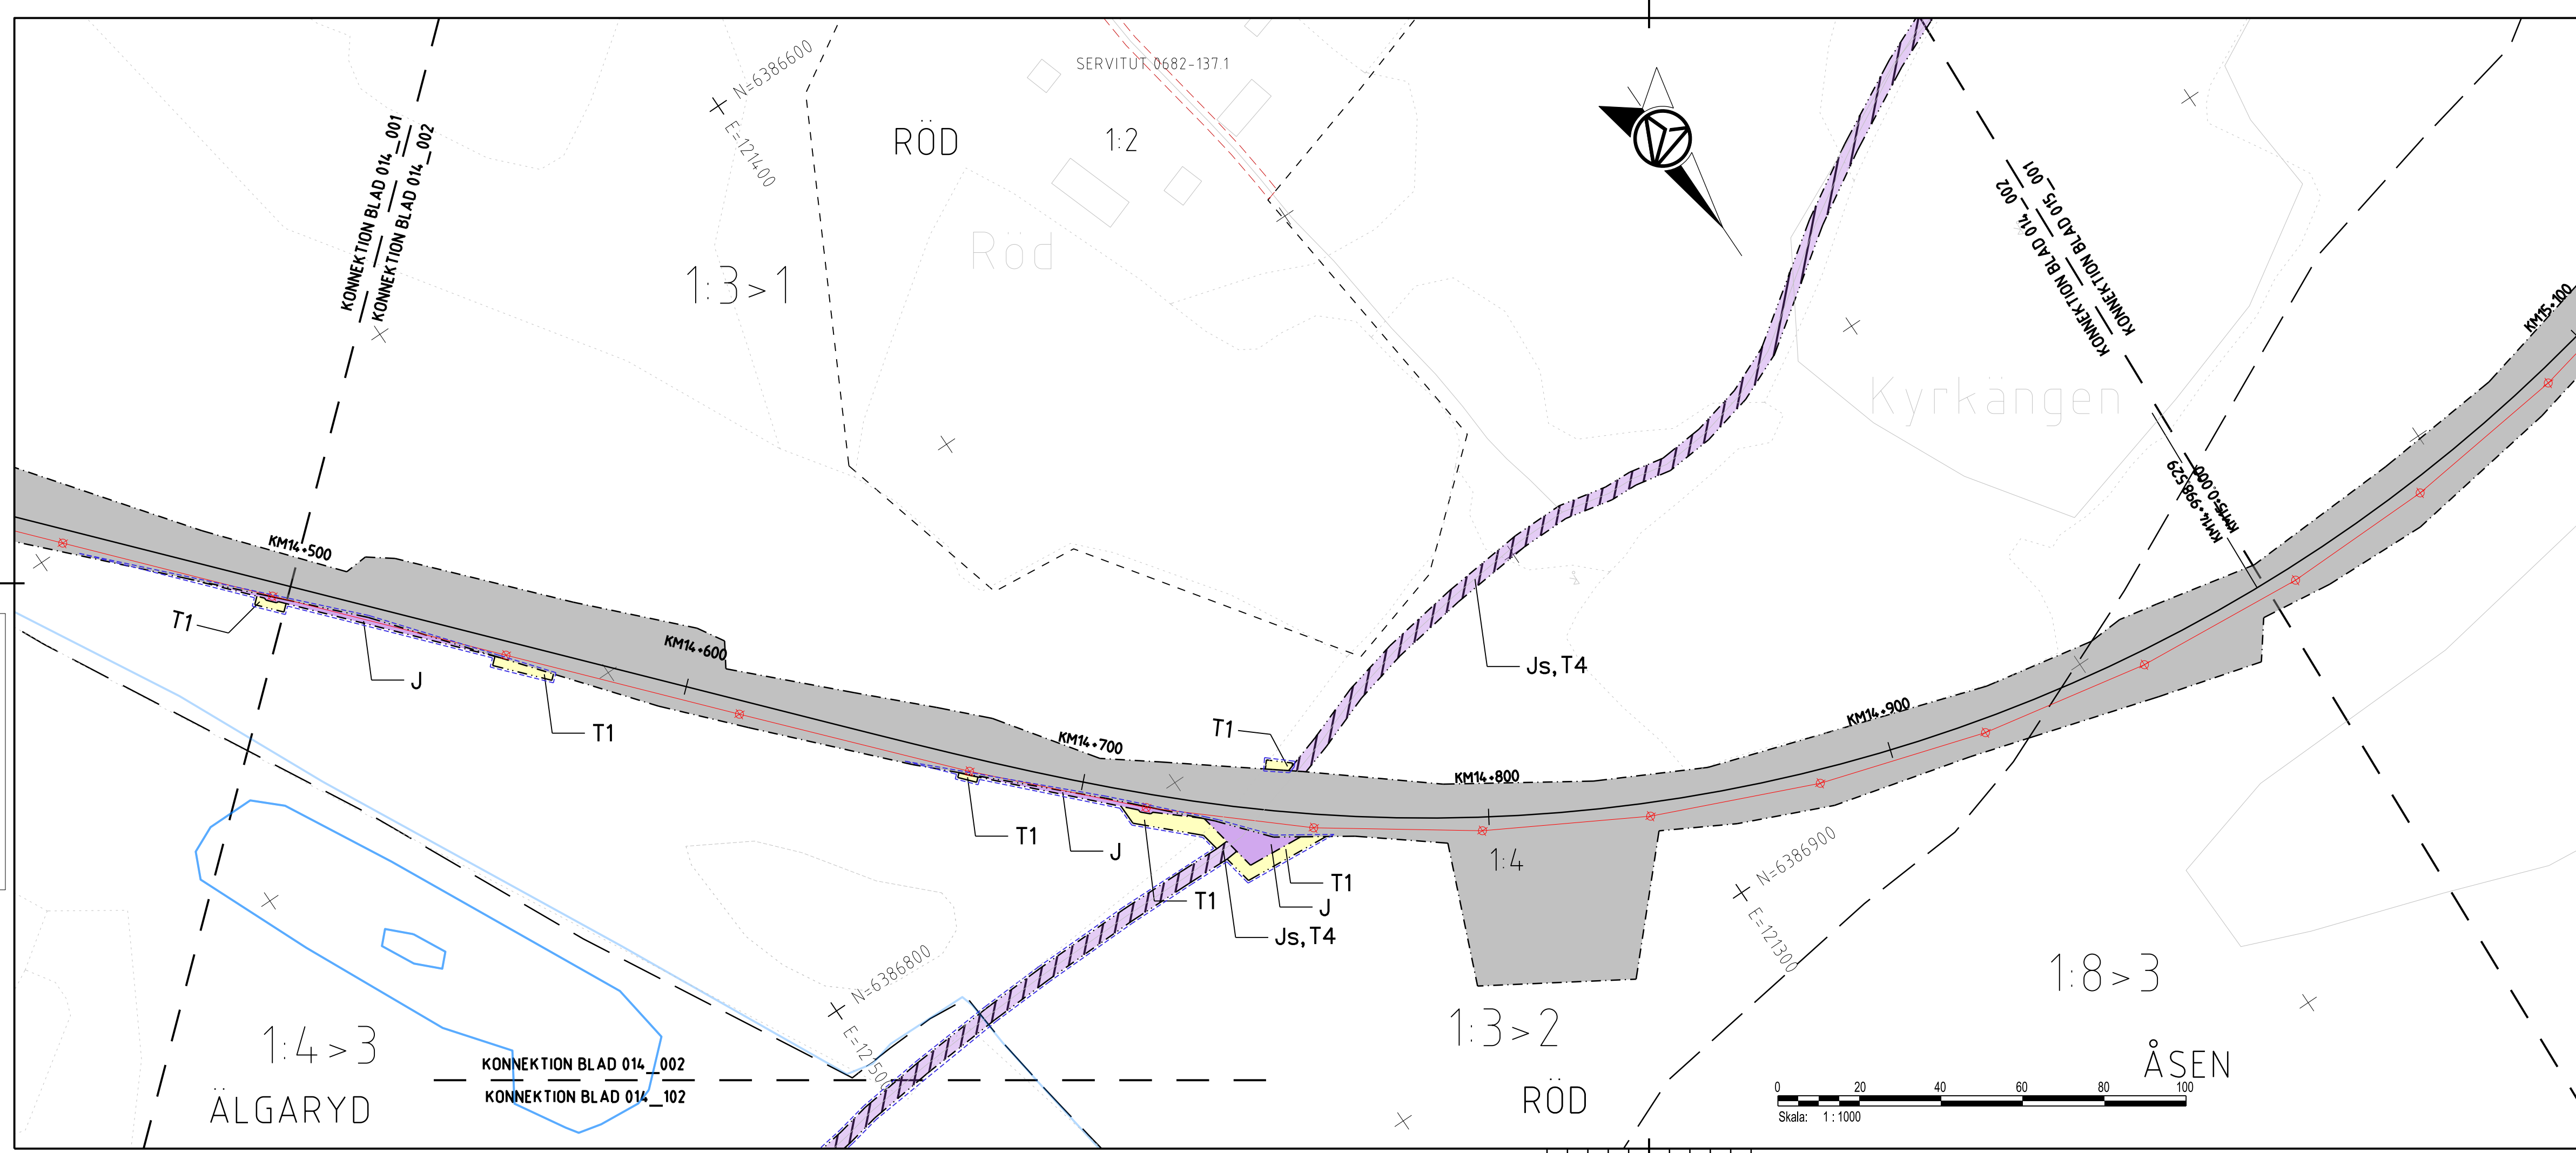 SERVITUT 0682-137.1
N=6386600
E=121400
RÖD
1:2
KONNEKTION BLAD 014_001
KONNEKTION BLAD 014_002
Röd
1:3>1
KONNEKTION BLAD 014_002
KONNEKTION BLAD 015_001
KM15+100
Kyrkängen
KM14+998.529
KM15+0.000
KM14+500
T1
J
KM14+600
T1
KM14+700
T1
Js,T4
KM14+800
KM14+900
T1
J
T1
T1
J
Js,T4
1:4
N=6386900
E=121300
N=6386800
1:4>3
ÄLGARYD
KONNEKTION BLAD 014_002
KONNEKTION BLAD 014_102
1:3>2
RÖD
1:8>3
ÅSEN
0 20 40 60 80 100
Skala: 1 : 1000